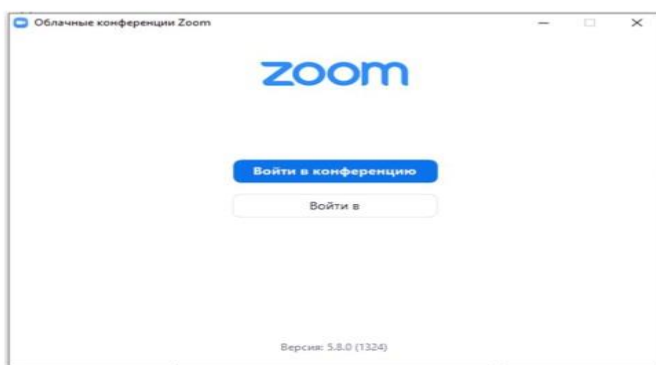 Облачные конференции Zoom
zoom
Войти в конференцию
Войти в
Версия: 5.8.0 (1324)